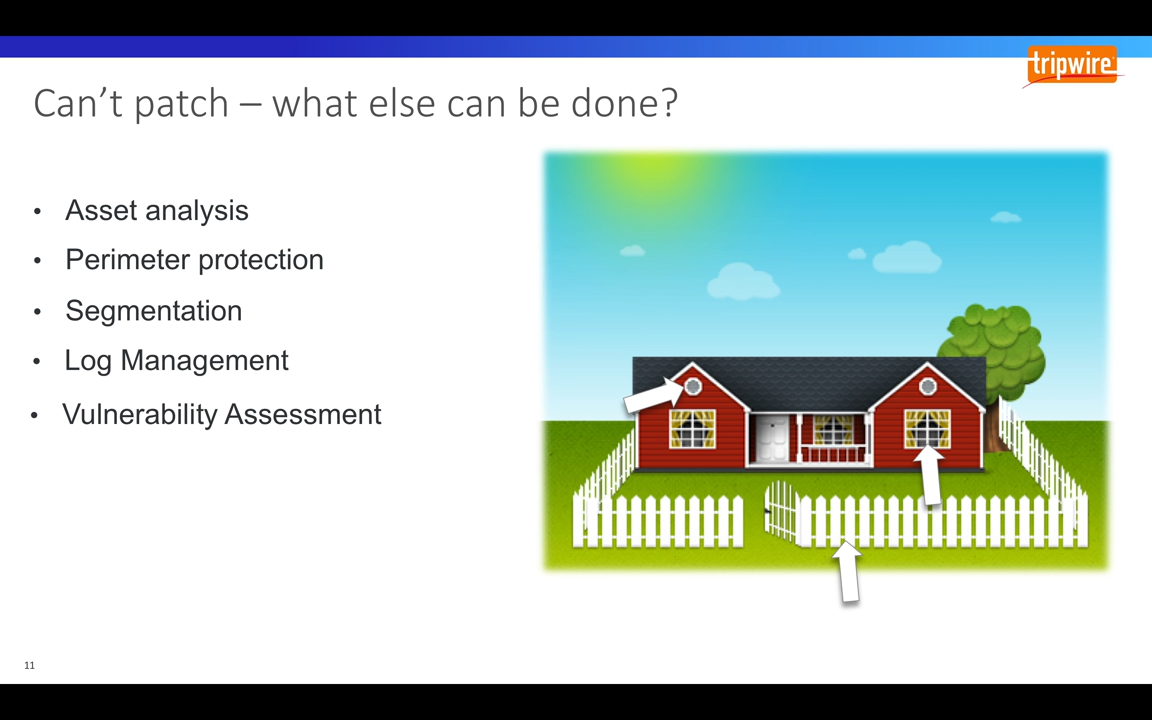 tripwire
Can’t patch – what else can be done?
• Asset analysis
• Perimeter protection
• Segmentation
• Log Management
• Vulnerability Assessment
11